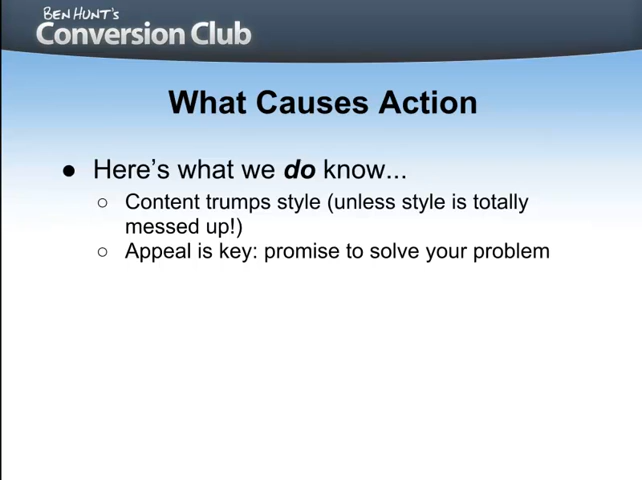 BEN HUNT'S
Conversion Club
What Causes Action
● Here's what we do know...
○ Content trumps style (unless style is totally
messed up!)
○ Appeal is key: promise to solve your problem